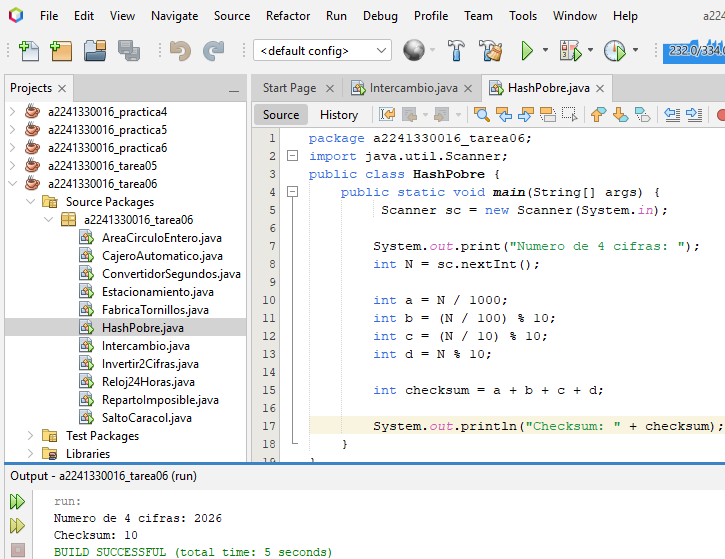 File Edit View Navigate Source Refactor Run Debug Profile Team Tools Window Help a224
<default config> 232.0/334.0
Projects
Start Page Intercambio.java HashPobre.java
Source History
a2241330016_practica4
a2241330016_practica5
a2241330016_practica6
a2241330016_tarea05
a2241330016_tarea06
Source Packages
a2241330016_tarea06
AreaCirculoEntero.java
CajeroAutomatico.java
ConvertidorSegundos.java
Estacionamiento.java
FabricaTornillos.java
HashPobre.java
Intercambio.java
Invertir2Cifras.java
Reloj24Horas.java
RepartoImposible.java
SaltoCaracol.java
Test Packages
Libraries
1 package a2241330016_tarea06;
2 import java.util.Scanner;
3 public class HashPobre {
4 public static void main(String[] args) {
5 Scanner sc = new Scanner(System.in);
6
7 System.out.print("Numero de 4 cifras: ");
8 int N = sc.nextInt();
9
10 int a = N / 1000;
11 int b = (N / 100) % 10;
12 int c = (N / 10) % 10;
13 int d = N % 10;
14
15 int checksum = a + b + c + d;
16
17 System.out.println("Checksum: " + checksum);
18 }
19 }
Output - a2241330016_tarea06 (run)
run:
Numero de 4 cifras: 2026
Checksum: 10
BUILD SUCCESSFUL (total time: 5 seconds)